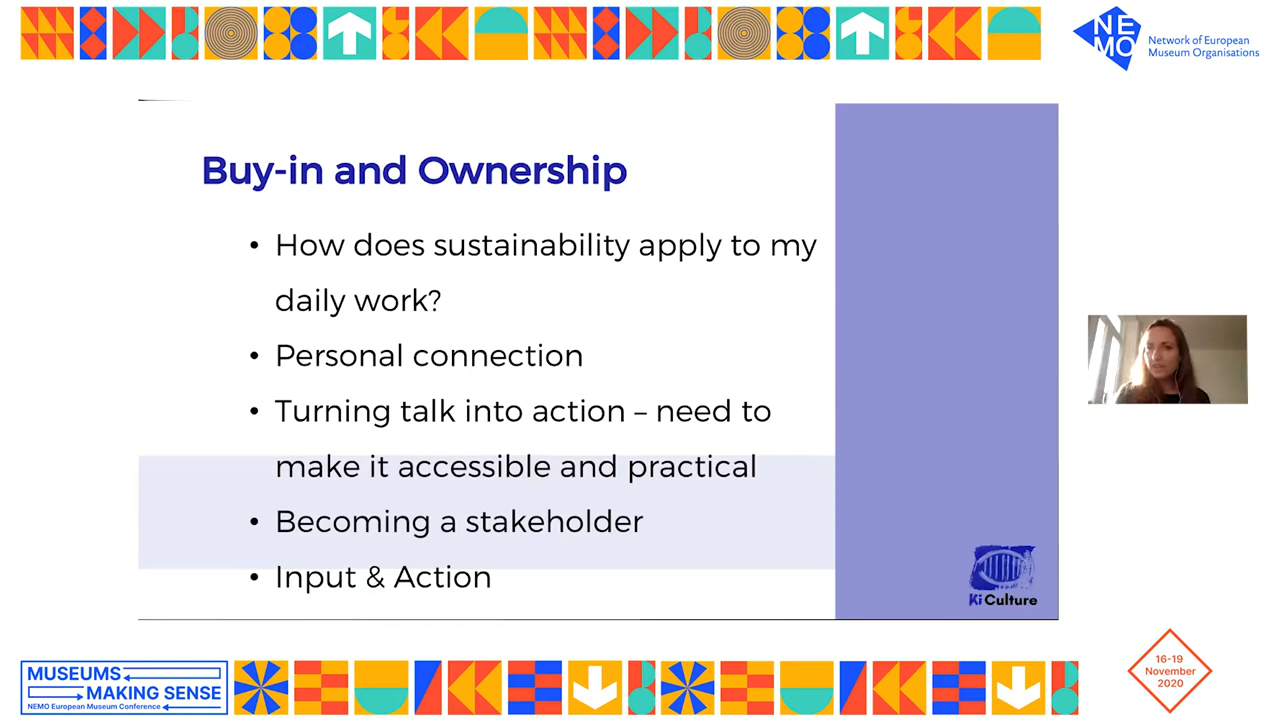 NE
MO
Network of European
Museum Organisations
Buy-in and Ownership
• How does sustainability apply to my
daily work?
• Personal connection
• Turning talk into action – need to
make it accessible and practical
• Becoming a stakeholder
• Input & Action
Ki Culture
MUSEUMS
MAKING SENSE
NEMO European Museum Conference
16-19
November
2020